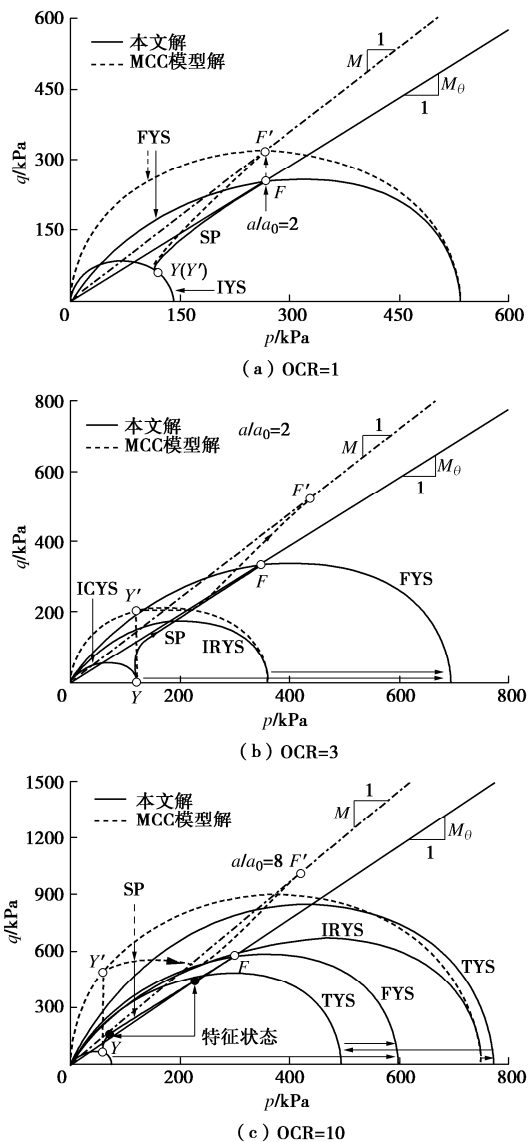 600
本文解
MCC模型解
1
M
450
1
Mθ
FYS
F′
300
F
SP
a/a₀=2
150
Y(Y′)
IYS
q/kPa
0
150
300
450
600
p/kPa
（a）OCR=1
800
本文解
a/a₀=2
MCC模型解
1
M
600
1
Mθ
F′
400
ICYS
F
FYS
Y′
200
SP
IRYS
q/kPa
0
Y
200
400
600
800
p/kPa
（b）OCR=3
1500
本文解
MCC模型解
1
M
1200
1
Mθ
a/a₀=8
F′
SP
900
IRYS
Y′
600
F
TYS
FYS
TYS
300
特征状态
Y
q/kPa
0
200
400
600
800
p/kPa
（c）OCR=10